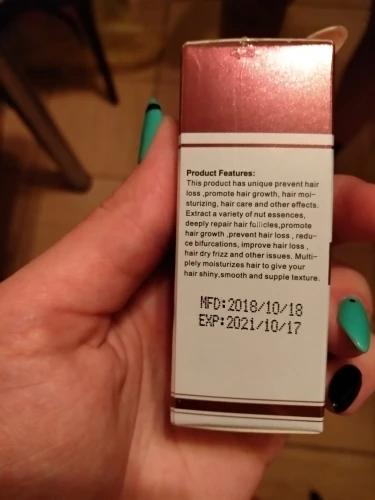 Product Features:
This product has unique prevent hair
loss ,promote hair growth, hair moi-
sturizing, hair care and other effects.
Extract a variety of nut essences,
deeply repair hair follicles,promote
hair growth ,prevent hair loss , redu-
ce bifurcations, improve hair loss ,
hair dry frizz and other issues. Multi-
plely moisturizes hair to give your
hair shiny,smooth and supple texture.
MFD:2018/10/18
EXP:2021/10/17